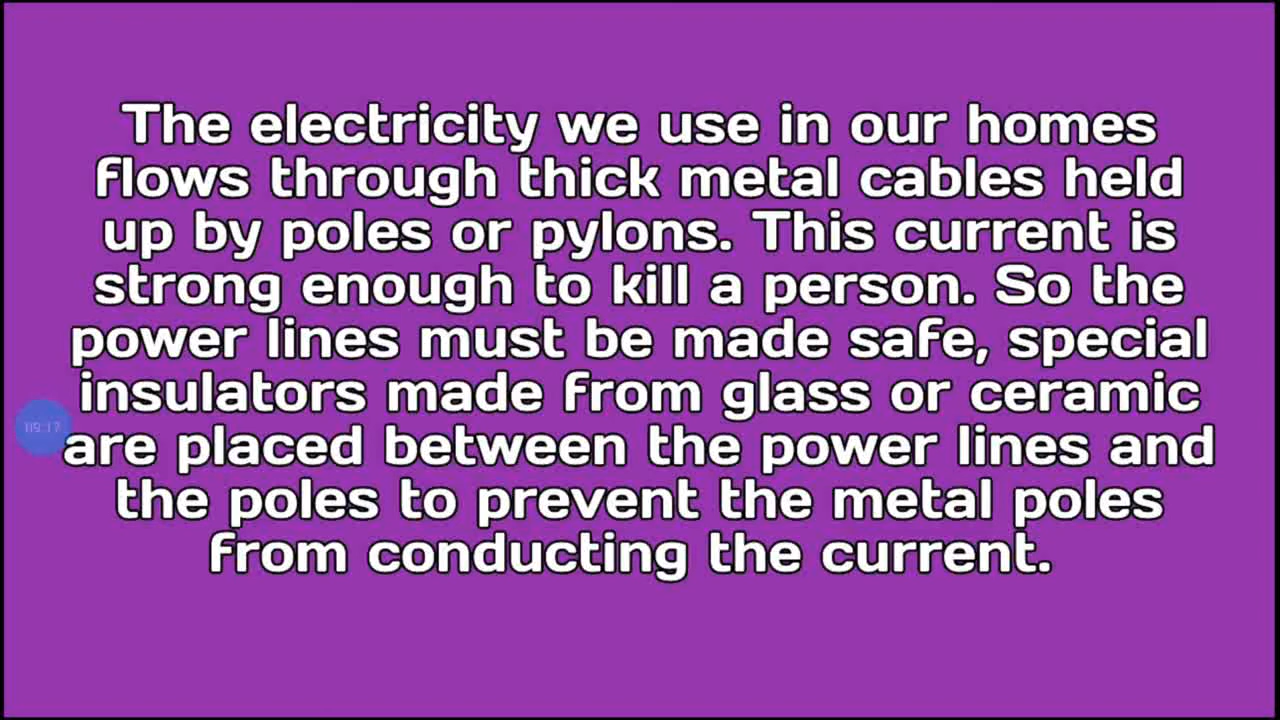 The electricity we use in our homes
flows through thick metal cables held
up by poles or pylons. This current is
strong enough to kill a person. So the
power lines must be made safe, special
insulators made from glass or ceramic
09:17
are placed between the power lines and
the poles to prevent the metal poles
from conducting the current.